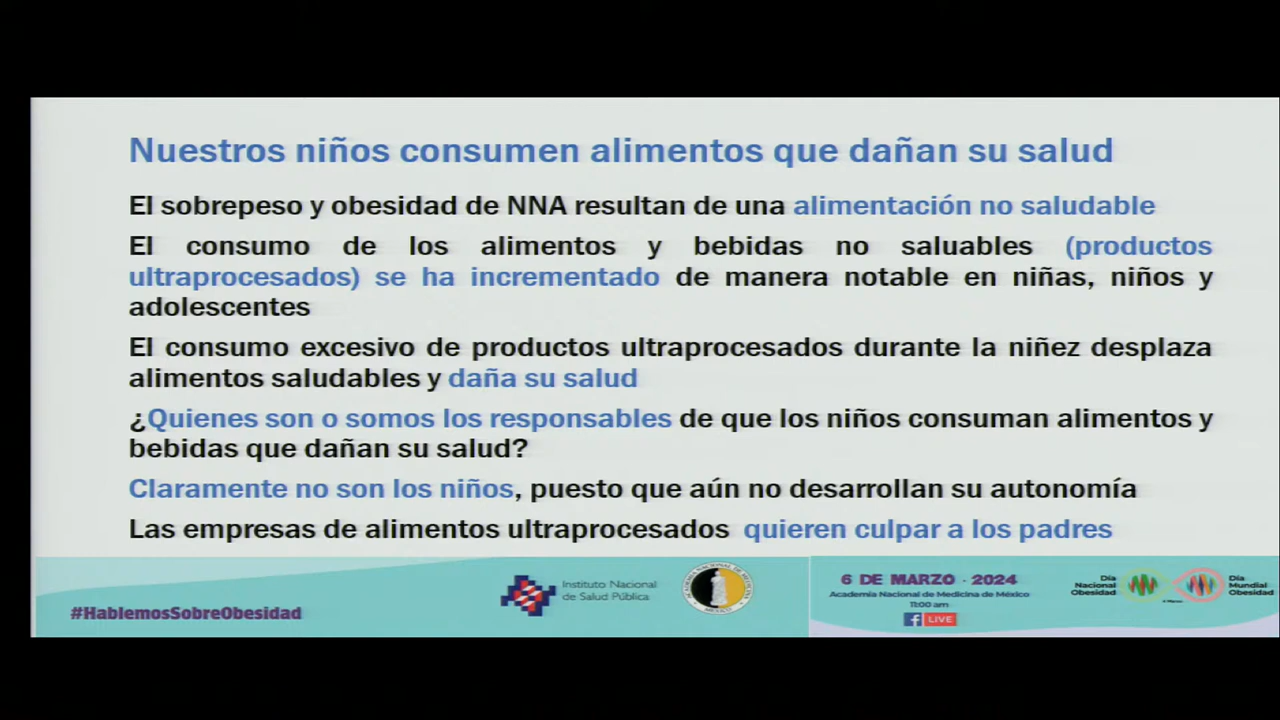 Nuestros niños consumen alimentos que dañan su salud
El sobrepeso y obesidad de NNA resultan de una alimentación no saludable
El consumo de los alimentos y bebidas no saluables (productos
ultraprocesados) se ha incrementado de manera notable en niñas, niños y
adolescentes
El consumo excesivo de productos ultraprocesados durante la niñez desplaza
alimentos saludables y daña su salud
¿Quienes son o somos los responsables de que los niños consuman alimentos y
bebidas que dañan su salud?
Claramente no son los niños, puesto que aún no desarrollan su autonomía
Las empresas de alimentos ultraprocesados quieren culpar a los padres
#HablemosSobreObesidad
Instituto Nacional
de Salud Pública
6 DE MARZO · 2024
Academia Nacional de Medicina de México
11:00 am
LIVE
Día
Nacional
Obesidad
Día
Mundial
Obesidad